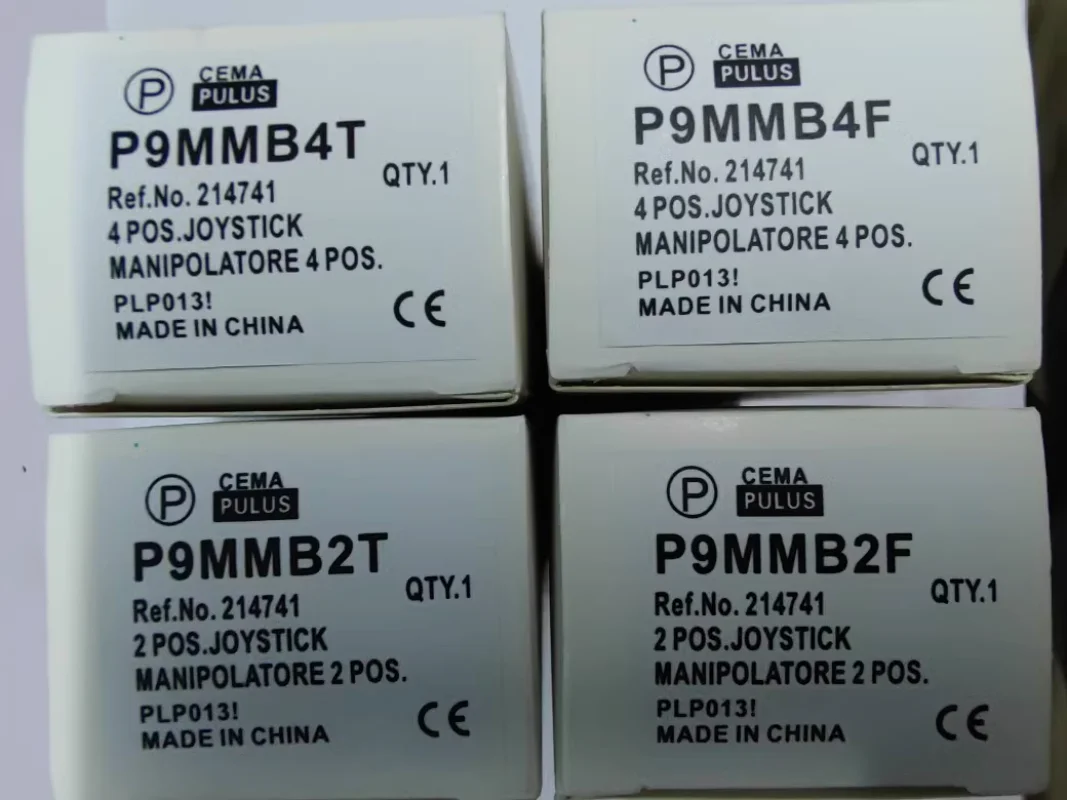 P CEMA
PULUS
P9MMB4T
QTY.1
Ref.No. 214741
4 POS.JOYSTICK
MANIPOLATORE 4 POS.
PLP013!
MADE IN CHINA
CE
P CEMA
PULUS
P9MMB4F
QTY.1
Ref.No. 214741
4 POS.JOYSTICK
MANIPOLATORE 4 POS.
PLP013!
MADE IN CHINA
CE
P CEMA
PULUS
P9MMB2T
QTY.1
Ref.No. 214741
2 POS.JOYSTICK
MANIPOLATORE 2 POS.
PLP013!
MADE IN CHINA
CE
P CEMA
PULUS
P9MMB2F
QTY.1
Ref.No. 214741
2 POS.JOYSTICK
MANIPOLATORE 2 POS.
PLP013!
MADE IN CHINA
CE